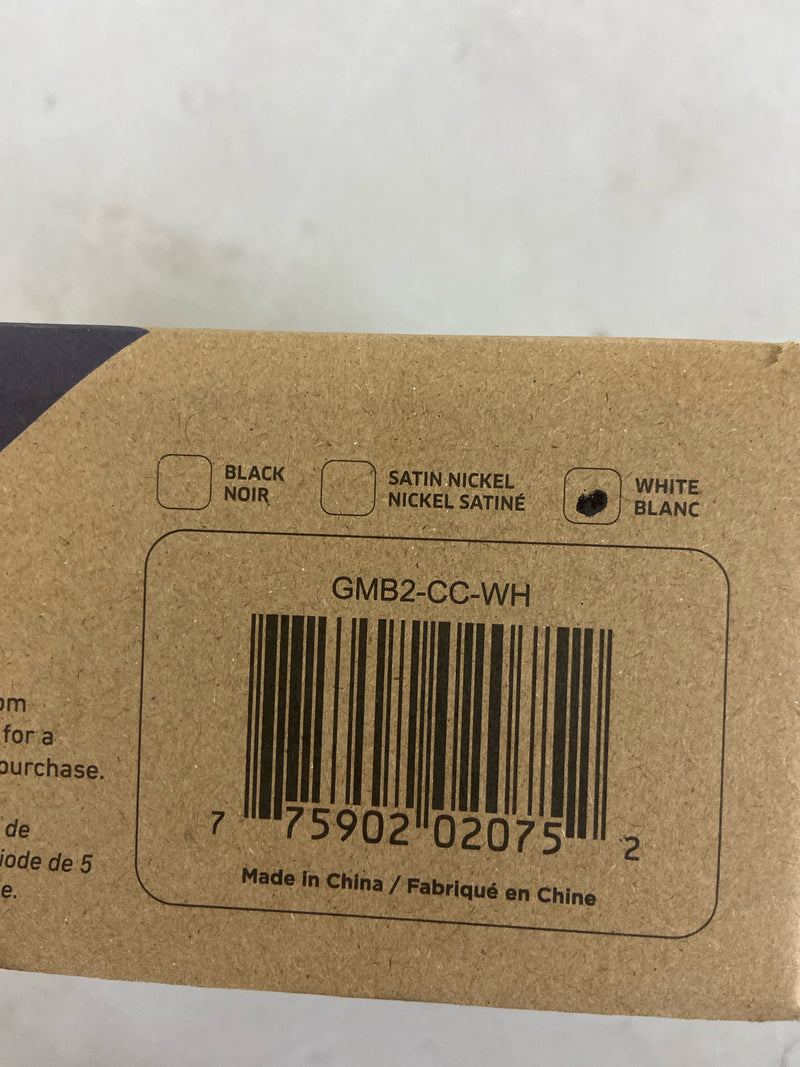 BLACK
NOIR
SATIN NICKEL
NICKEL SATINÉ
WHITE
BLANC
GMB2-CC-WH
7 75902 02075 2
Made in China / Fabriqué en Chine
for a
purchase.
de
iode de 5
e.